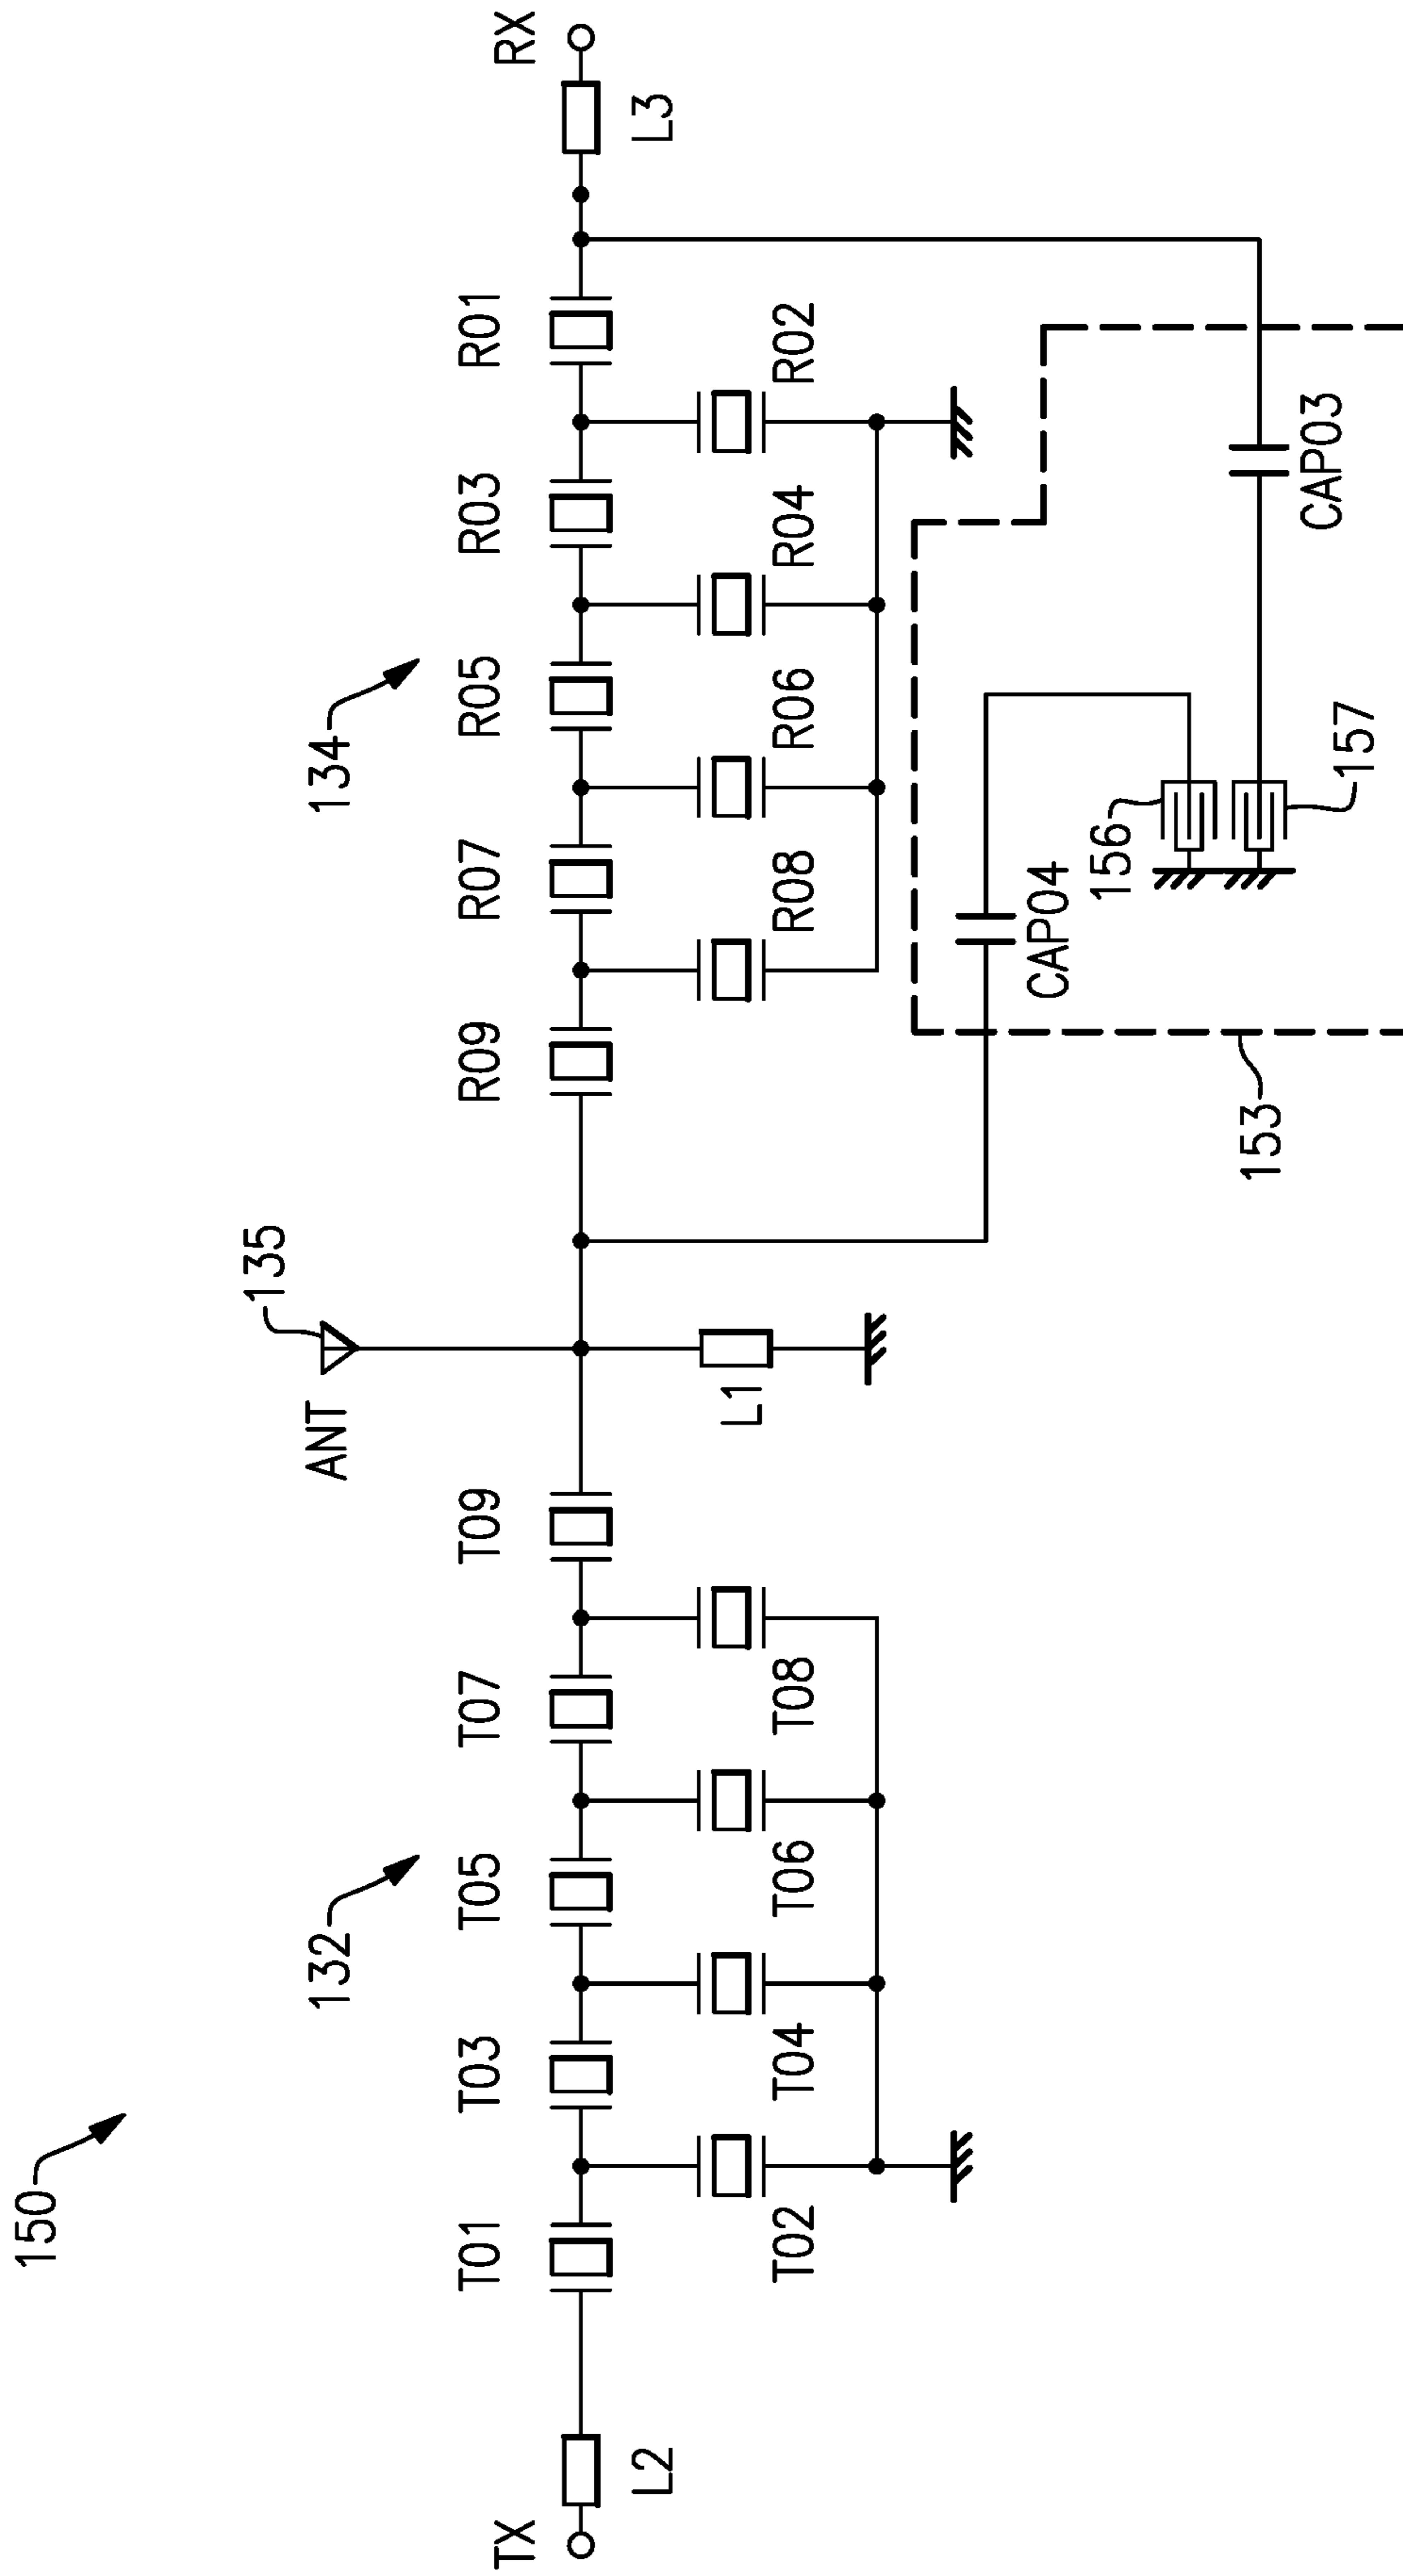 150
132
134
135
ANT
TX
L2
T01
T03
T05
T07
T09
T02
T04
T06
T08
L1
R09
R07
R05
R03
R01
R08
R06
R04
R02
L3
RX
CAP04
CAP03
156
157
153